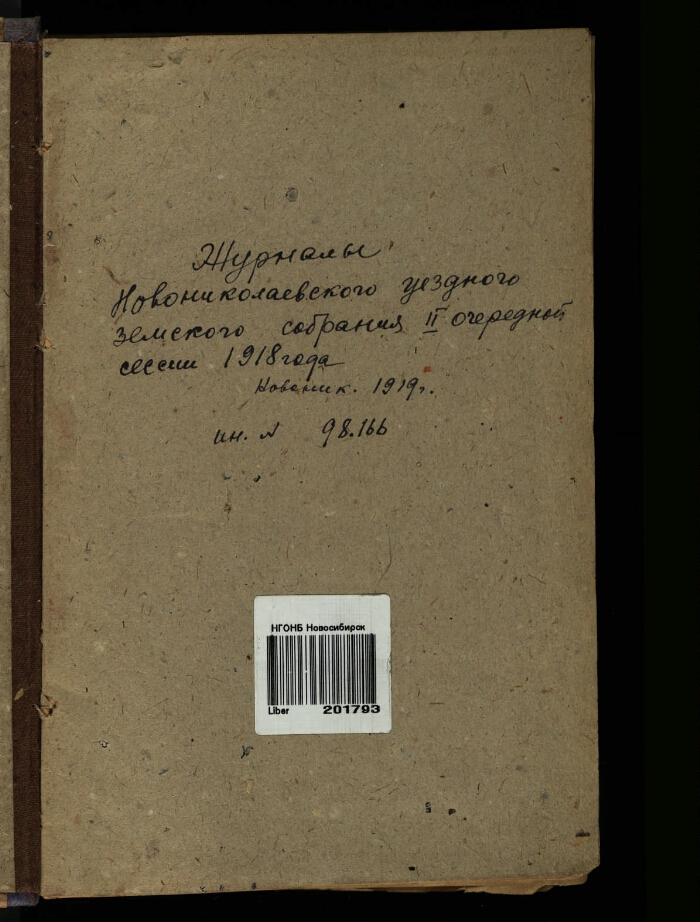 Журналы
Новониколаевского уездного
земского собрания II очередной
сессии 1918 года
Новоник. 1919г.
ин. № 98.166
НГОНБ Новосибирск
Liber 201793